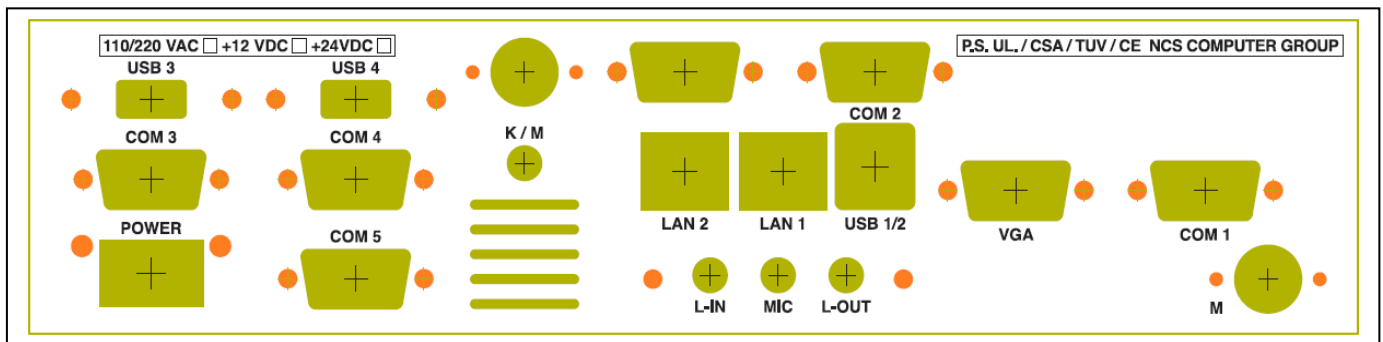 110/220 VAC +12 VDC +24VDC
P.S. UL. / CSA / TUV / CE NCS COMPUTER GROUP
USB 3
USB 4
COM 2
COM 3
COM 4
K / M
POWER
COM 5
LAN 2
LAN 1
USB 1/2
VGA
COM 1
L-IN
MIC
L-OUT
M